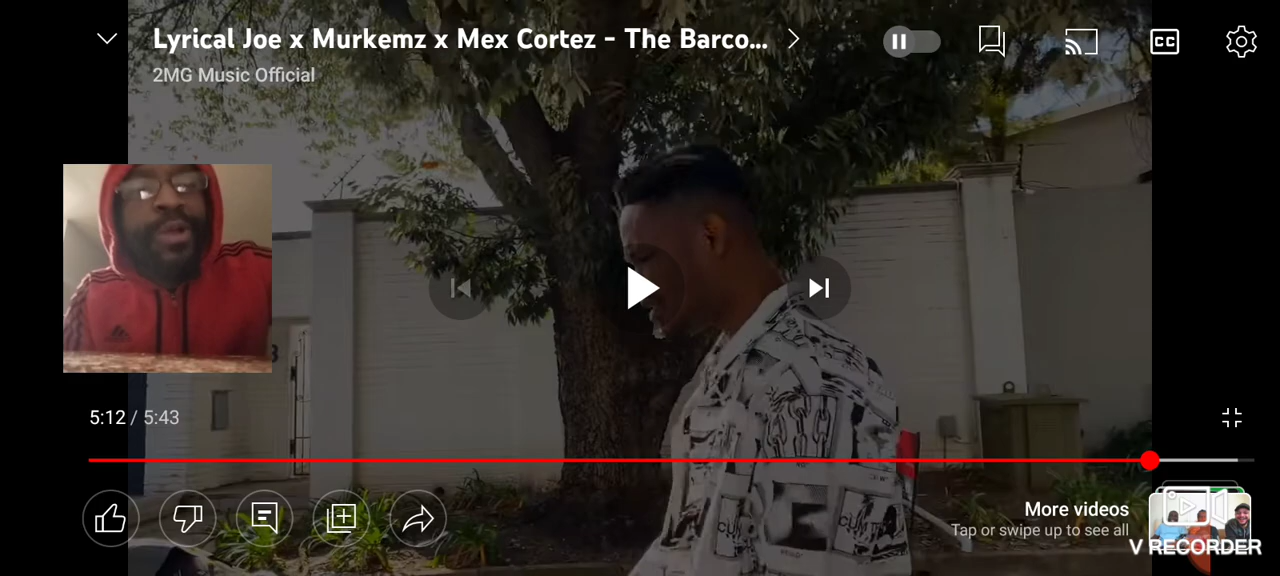 Lyrical Joe x Murkemz x Mex Cortez - The Barco...
2MG Music Official
CC
5:12 / 5:43
More videos
Tap or swipe up to see all
V RECORDER